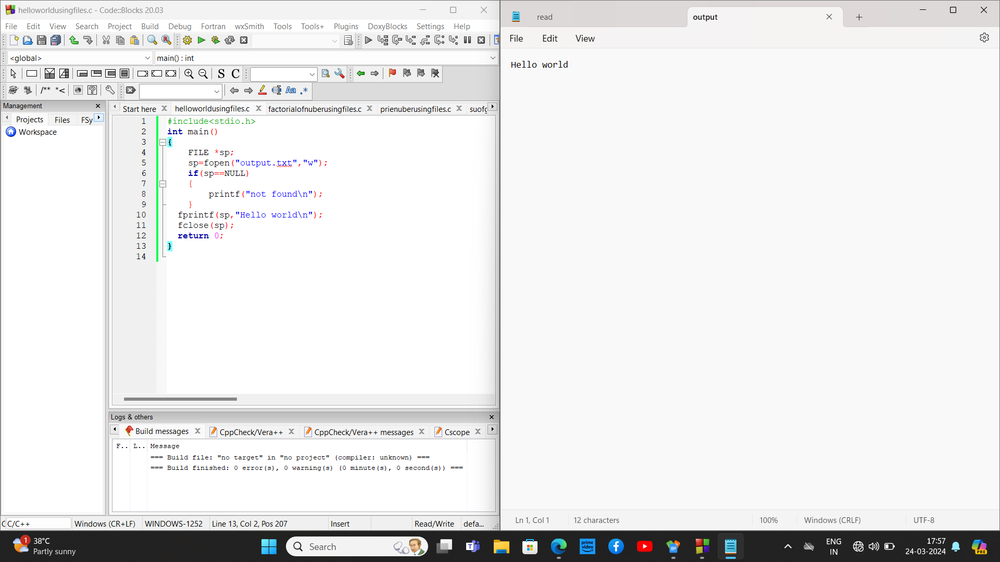 helloworldusingfiles.c - Code::Blocks 20.03
File Edit View Search Project Build Debug Fortran wxSmith Tools Tools+ Plugins DoxyBlocks Settings Help
<global> main() : int
S C
/** *<
Aa .*
Management
Projects Files FSy
Workspace
Start here helloworldusingfiles.c factorialofnuberusingfiles.c prienuberusingfiles.c
1 #include<stdio.h>
2 int main()
3 {
4 FILE *sp;
5 sp=fopen("output.txt","w");
6 if(sp==NULL)
7 {
8 printf("not found\n");
9 }
10 fprintf(sp,"Hello world\n");
11 fclose(sp);
12 return 0;
13 }
14
Logs & others
Build messages CppCheck/Vera++ CppCheck/Vera++ messages Cscope
F.. L.. Message
=== Build file: "no target" in "no project" (compiler: unknown) ===
=== Build finished: 0 error(s), 0 warning(s) (0 minute(s), 0 second(s)) ===
C/C++ Windows (CR+LF) WINDOWS-1252 Line 13, Col 2, Pos 207 Insert Read/Write defa...
read output
File Edit View
Hello world
Ln 1, Col 1 12 characters 100% Windows (CRLF) UTF-8
1 38°C
Partly sunny
Search
prime video
ENG
IN
17:57
24-03-2024
PRE